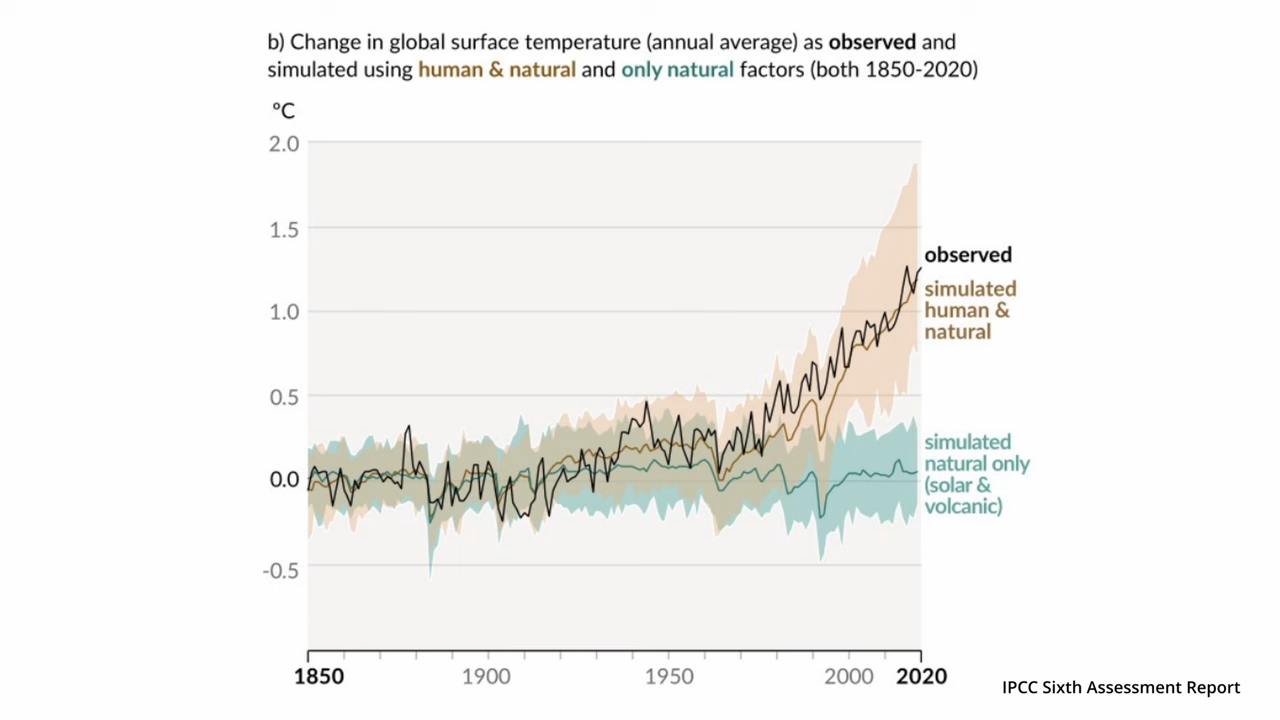 b) Change in global surface temperature (annual average) as observed and
simulated using human & natural and only natural factors (both 1850-2020)
ºC
2.0
1.5
1.0
0.5
0.0
-0.5
observed
simulated
human &
natural
simulated
natural only
(solar &
volcanic)
1850 1900 1950 2000 2020
IPCC Sixth Assessment Report